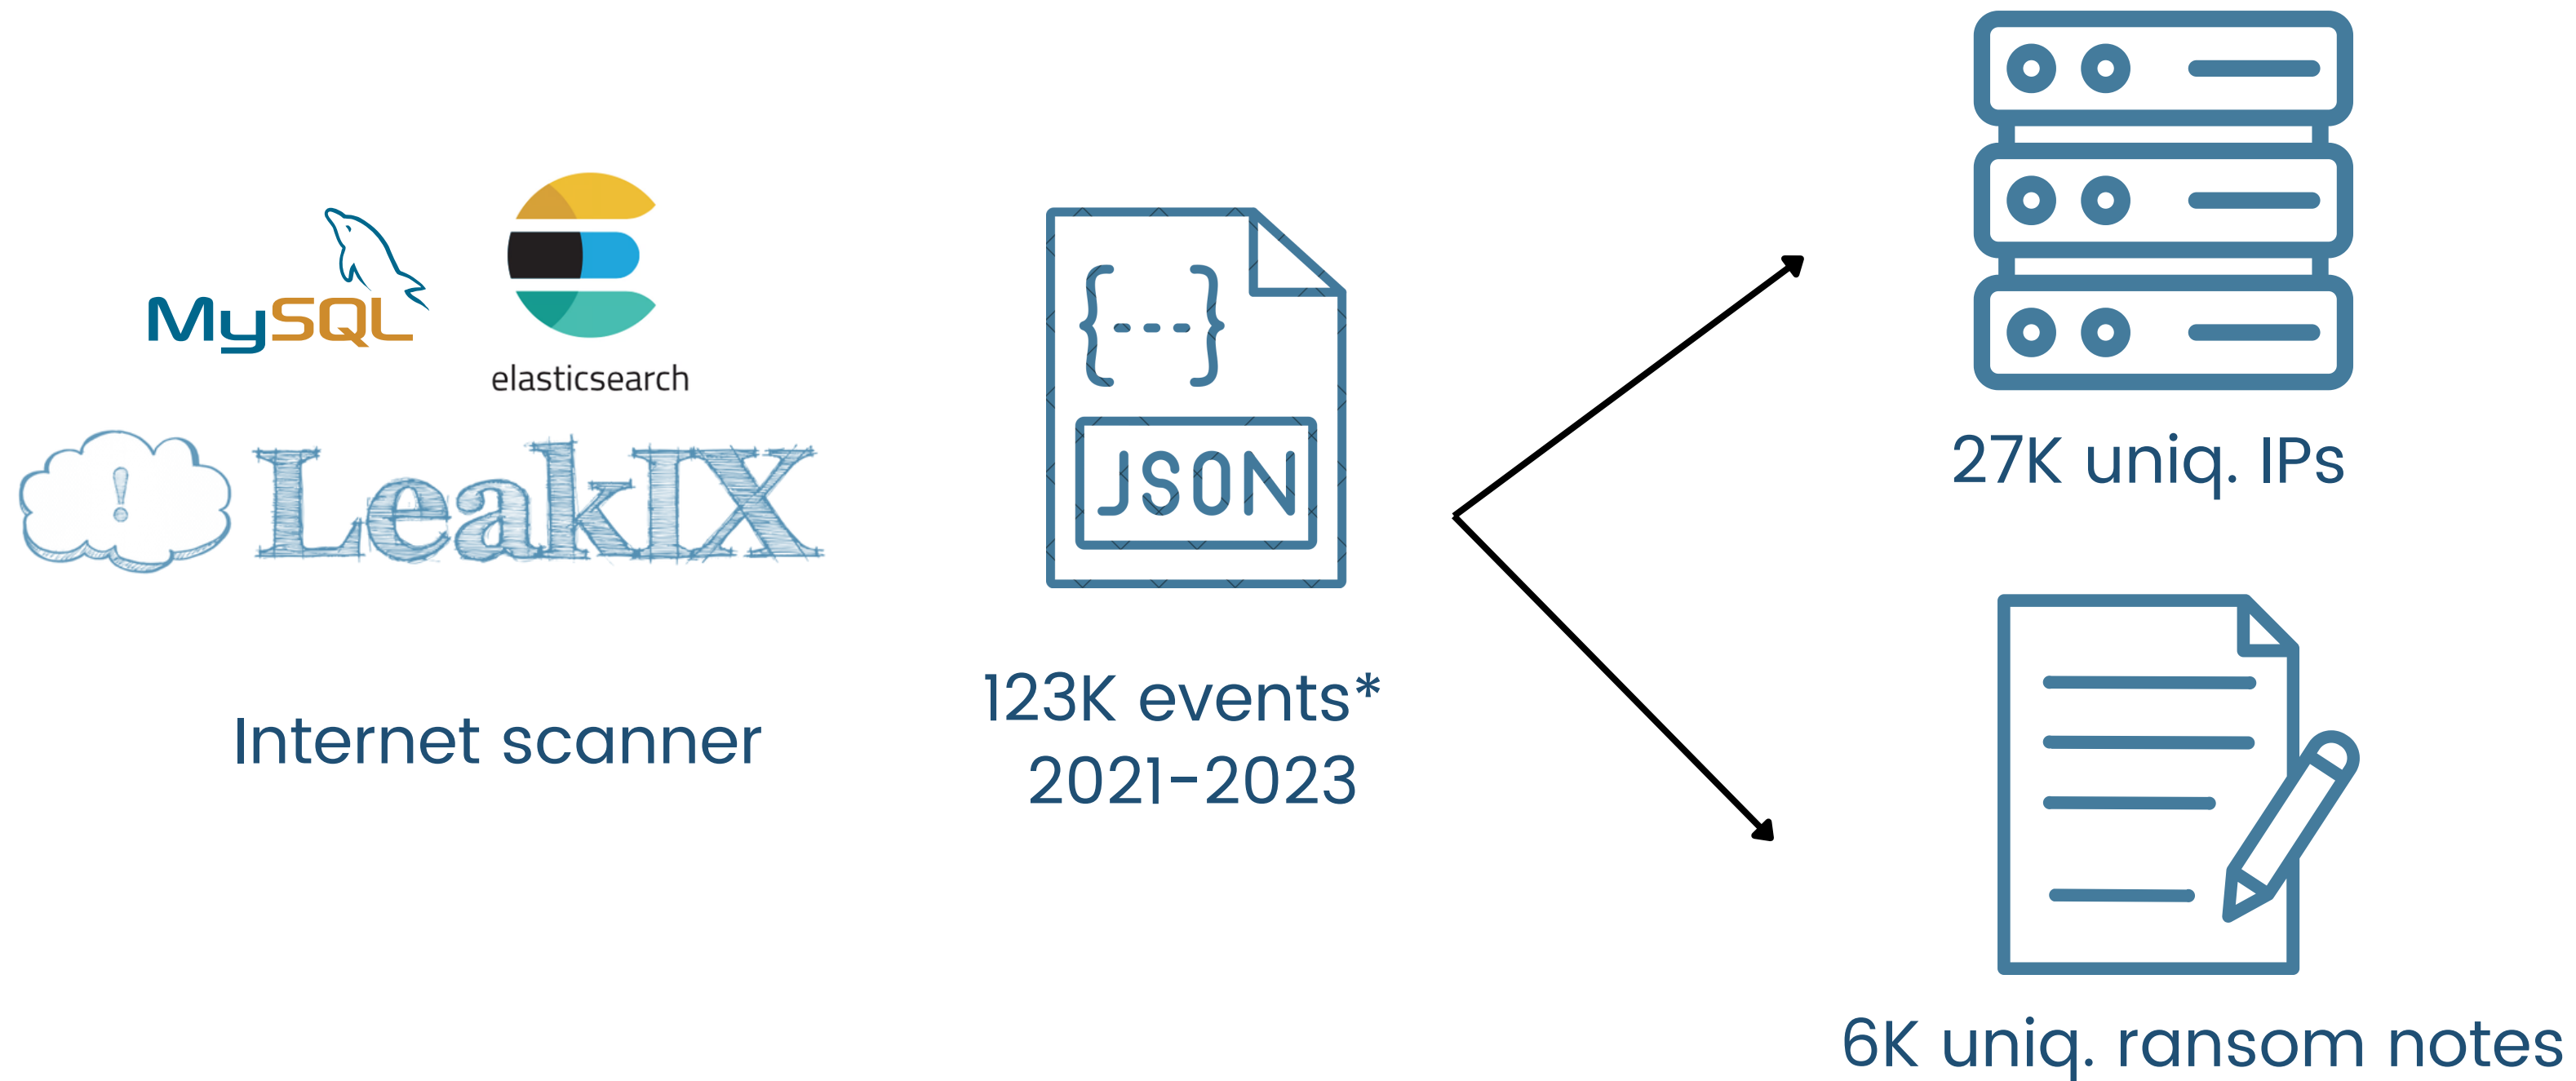 MySQL
elasticsearch
! LeakIX
Internet scanner
{---}
JSON
123K events*
2021-2023
27K uniq. IPs
6K uniq. ransom notes